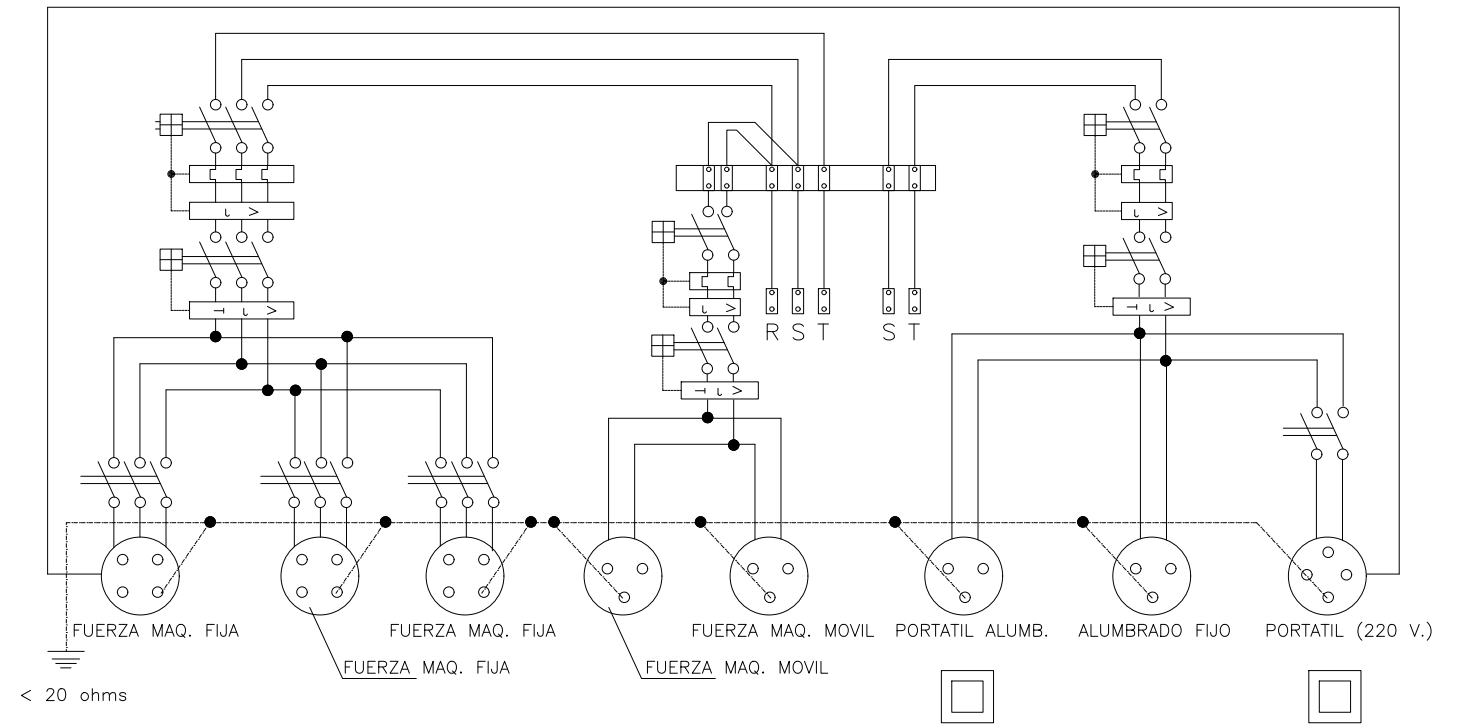 R S T S T
FUERZA MAQ. FIJA FUERZA MAQ. FIJA FUERZA MAQ. MOVIL PORTATIL ALUMB. ALUMBRADO FIJO PORTATIL (220 V.)
FUERZA MAQ. FIJA FUERZA MAQ. MOVIL
< 20 ohms